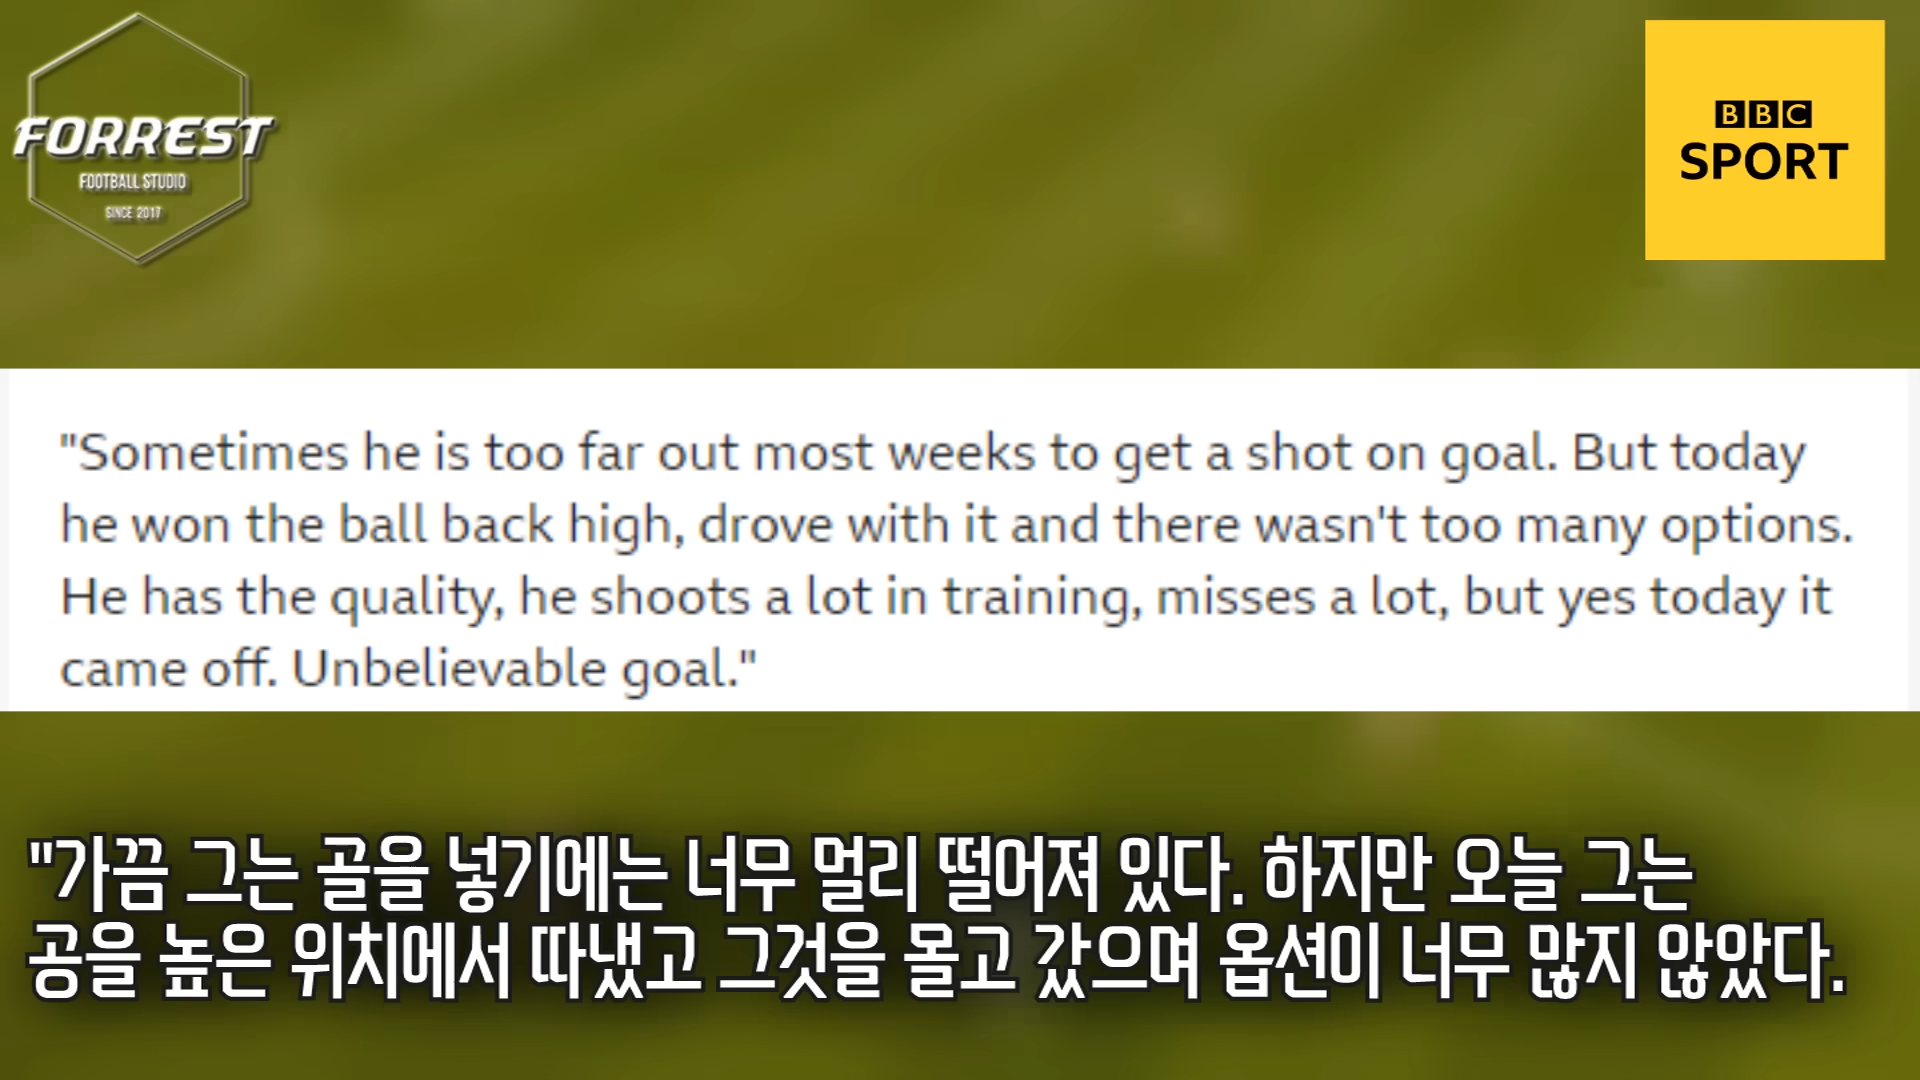 FORREST
FOOTBALL STUDIO
SINCE 2017
BBC
SPORT
"Sometimes he is too far out most weeks to get a shot on goal. But today
he won the ball back high, drove with it and there wasn't too many options.
He has the quality, he shoots a lot in training, misses a lot, but yes today it
came off. Unbelievable goal."
"가끔 그는 골을 넣기에는 너무 멀리 떨어져 있다. 하지만 오늘 그는
공을 높은 위치에서 따냈고 그것을 몰고 갔으며 옵션이 너무 많지 않았다.